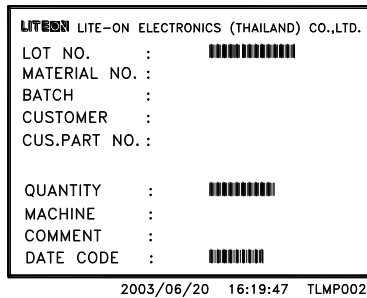 LITEON LITE-ON ELECTRONICS (THAILAND) CO.,LTD.
LOT NO. :
MATERIAL NO. :
BATCH :
CUSTOMER :
CUS.PART NO. :
QUANTITY :
MACHINE :
COMMENT :
DATE CODE :
2003/06/20 16:19:47 TLMP002